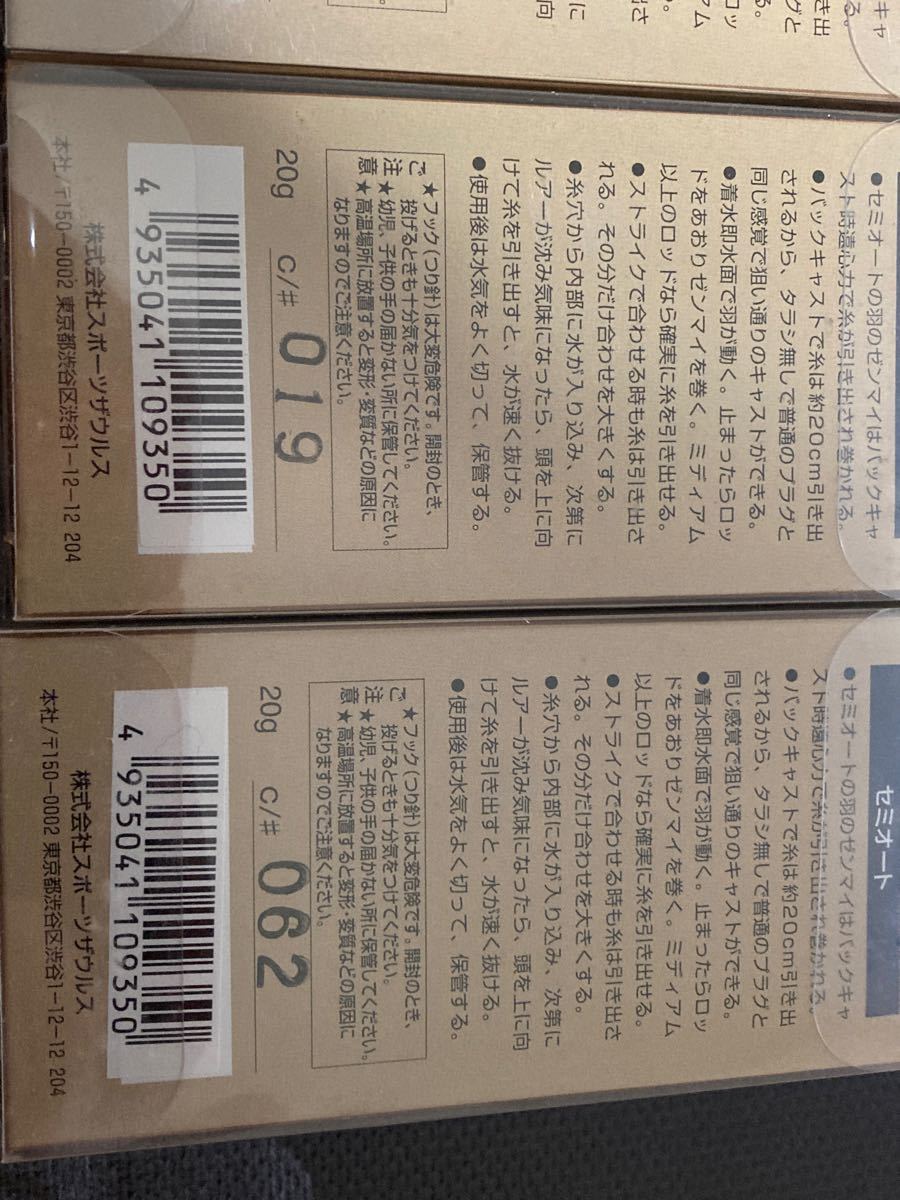 き出
る。
ッロ
ミディアム
引き出さ
に
上に向
セミオートの羽のゼンマイはバックキャ
スト時遠心力で糸が引き出され巻かれる。
●バックキャストで糸は約20cm引き出
されるから、タラシ無しで普通のプラグと
同じ感覚で狙い通りのキャストができる。
●着水即水面で羽が動く。止まったらロッ
ドをあおりゼンマイを巻く。ミディアム
以上のロッドなら確実に糸を引き出せる。
●ストライクで合わせる時も糸は引き出さ
れる。その分だけ合わせを大きくする。
●糸穴から内部に水が入り込み、次第に
ルアーが沈み気味になったら、頭を上に向
けて糸を引き出すと、水が速く抜ける。
●使用後は水気をよく切って、保管する。
ご注意
★フック(つり針)は大変危険です。開封のとき、
投げるときも十分気をつけてください。
★幼児、子供の手の届かない所に保管してください。
★高温場所に放置すると変形・変質などの原因に
なりますのでご注意ください。
20g C/# 019
4 935041 109350
株式会社スポーツザウルス
本社/〒150-0002 東京都渋谷区渋谷1-12-12 204
セミオート
●セミオートの羽のゼンマイはバックキャ
スト時遠心力で糸が引き出され巻かれる。
●バックキャストで糸は約20cm引き出
されるから、タラシ無しで普通のプラグと
同じ感覚で狙い通りのキャストができる。
●着水即水面で羽が動く。止まったらロッ
ドをあおりゼンマイを巻く。ミディアム
以上のロッドなら確実に糸を引き出せる。
●ストライクで合わせる時も糸は引き出さ
れる。その分だけ合わせを大きくする。
●糸穴から内部に水が入り込み、次第に
ルアーが沈み気味になったら、頭を上に向
けて糸を引き出すと、水が速く抜ける。
●使用後は水気をよく切って、保管する。
ご注意
★フック(つり針)は大変危険です。開封のとき、
投げるときも十分気をつけてください。
★幼児、子供の手の届かない所に保管してください。
★高温場所に放置すると変形・変質などの原因に
なりますのでご注意ください。
20g C/# 062
4 935041 109350
株式会社スポーツザウルス
本社/〒150-0002 東京都渋谷区渋谷1-12-12 204